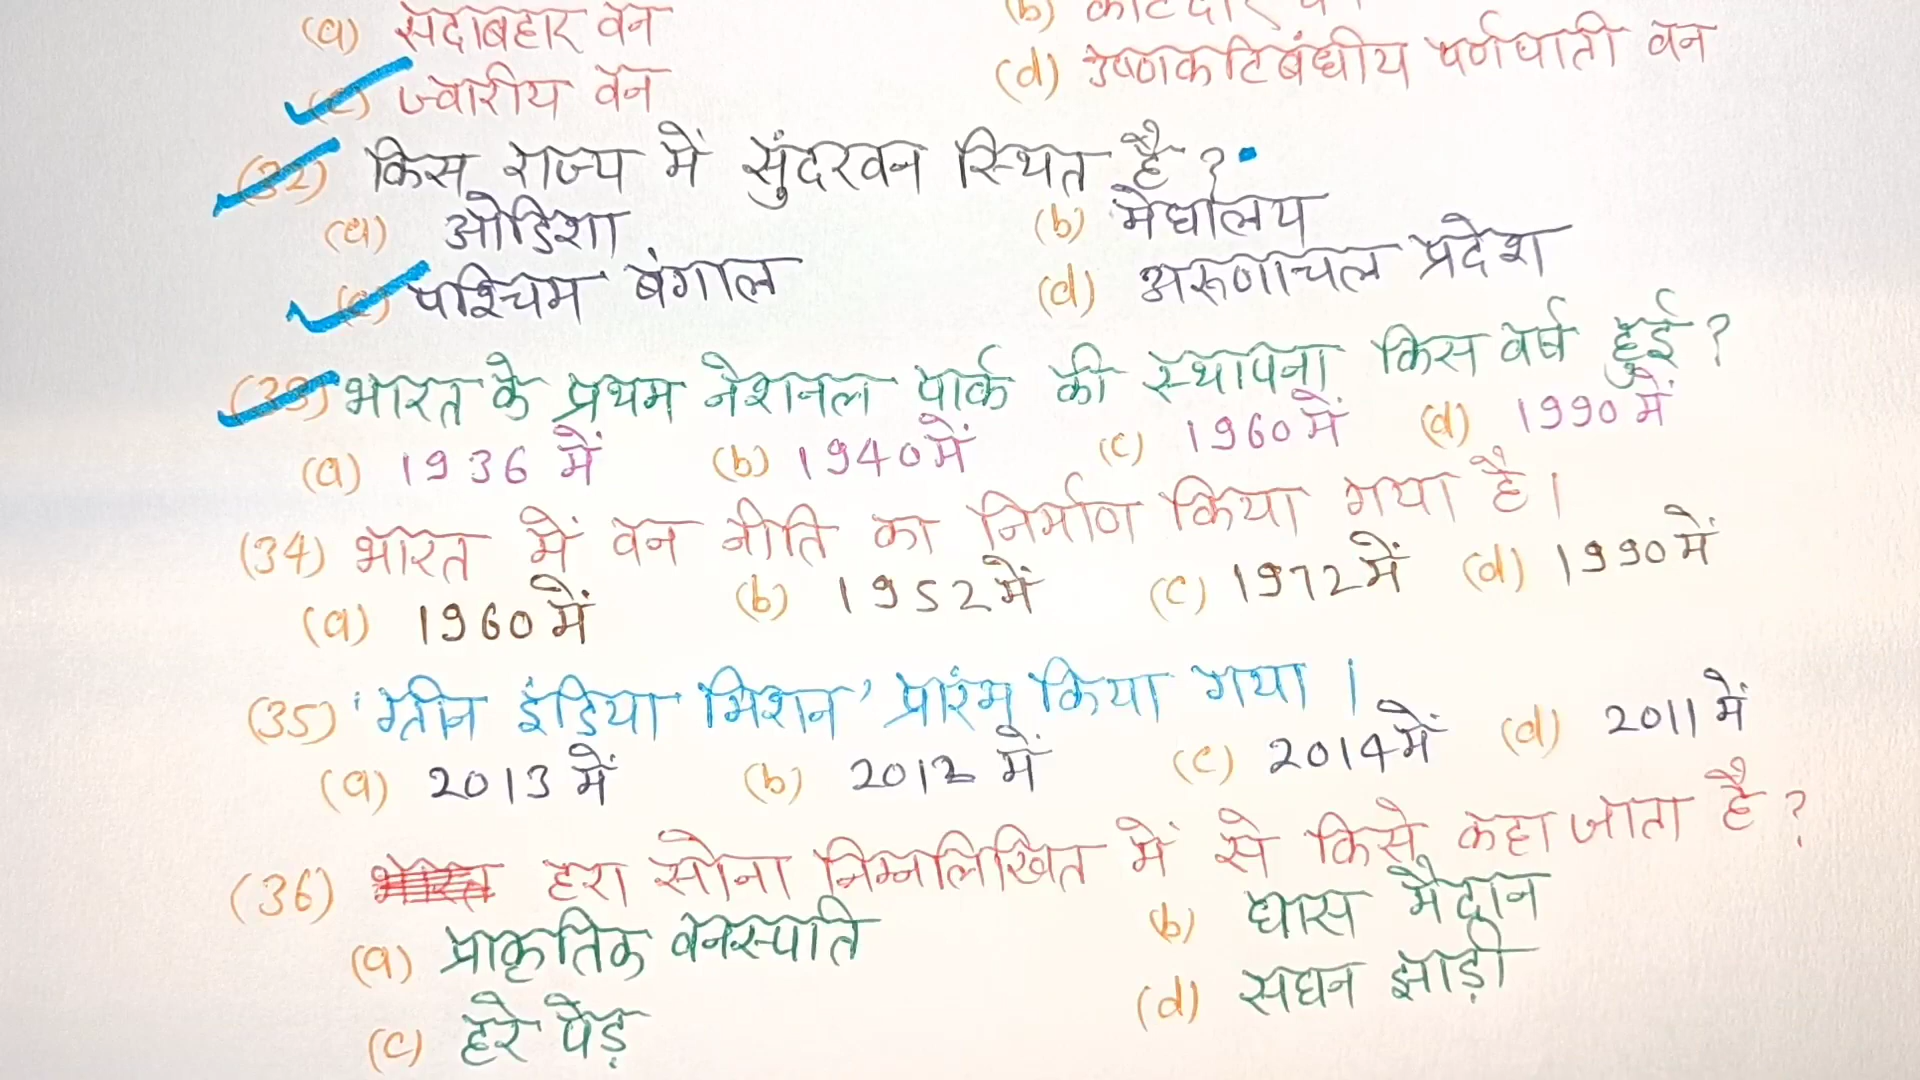 (a) सदाबहार वन
(c) ज्वारीय वन (d) उष्णकटिबंधीय पर्णपाती वन
(32) किस राज्य में सुंदरवन स्थित है ?
(a) ओडिशा (b) मेघालय
(c) पश्चिम बंगाल (d) अरूणाचल प्रदेश
(33) भारत के प्रथम नेशनल पार्क की स्थापना किस वर्ष हुई ?
(a) 1936 में (b) 1940 में (c) 1960 में (d) 1990 में
(34) भारत में वन नीति का निर्माण किया गया है ।
(a) 1960 में (b) 1952 में (c) 1972 में (d) 1990 में
(35) 'ग्रीन इंडिया मिशन' प्रारंभ किया गया ।
(a) 2013 में (b) 2012 में (c) 2014 में (d) 2011 में
(36) हरा सोना निम्नलिखित में से किसे कहा जाता है ?
(a) प्राकृतिक वनस्पति (b) घास मैदान
(c) हरे पेड़ (d) सघन झाड़ी